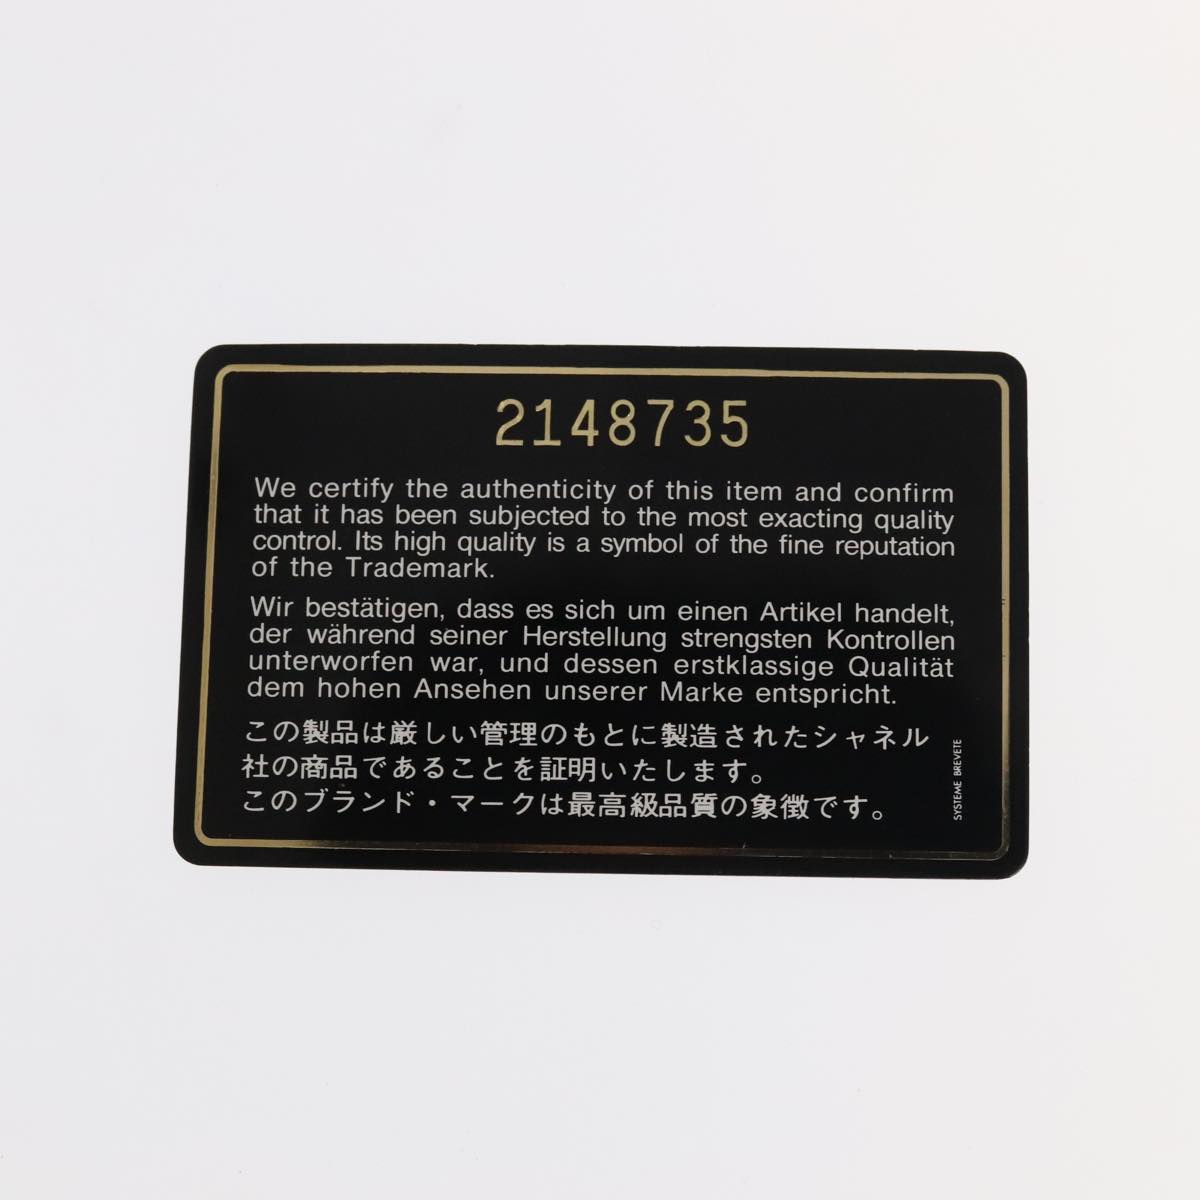 2148735
We certify the authenticity of this item and confirm
that it has been subjected to the most exacting quality
control. Its high quality is a symbol of the fine reputation
of the Trademark.
Wir bestätigen, dass es sich um einen Artikel handelt,
der während seiner Herstellung strengsten Kontrollen
unterworfen war, und dessen erstklassige Qualität
dem hohen Ansehen unserer Marke entspricht.
この製品は厳しい管理のもとに製造されたシャネル
社の商品であることを証明いたします。
このブランド・マークは最高級品質の象徴です。
SYSTEME BREVETE